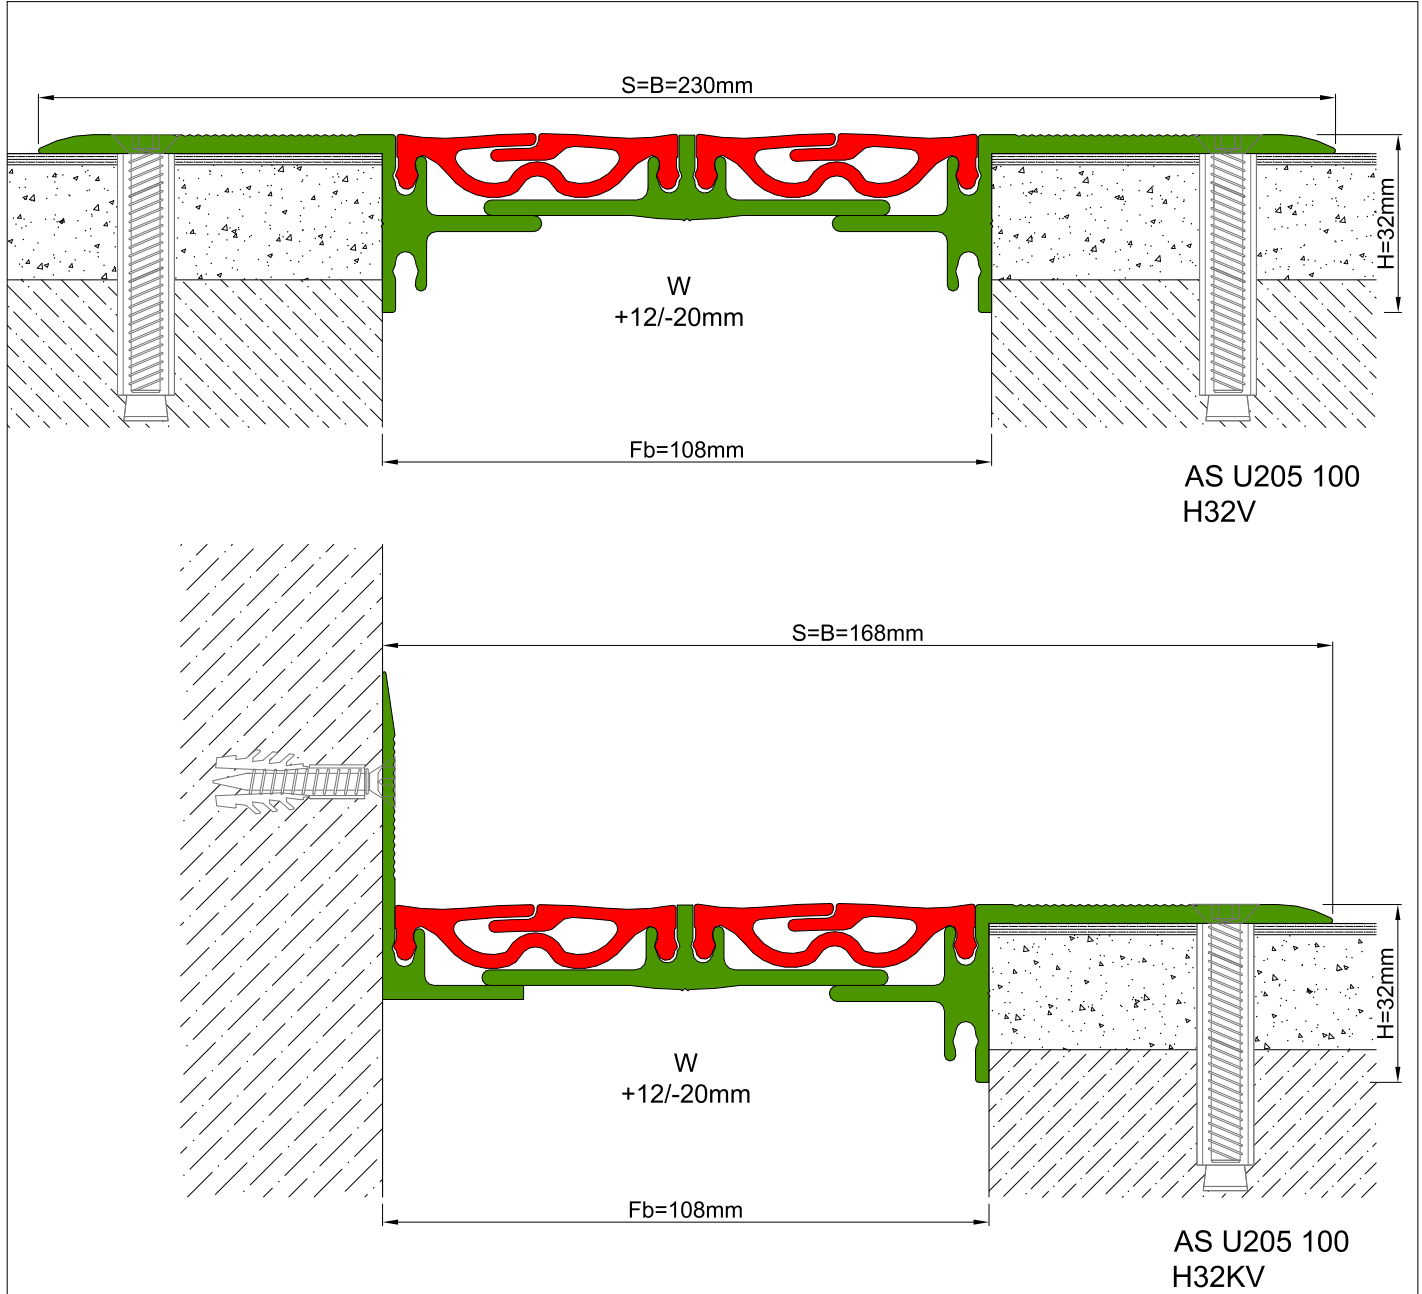 S=B=230mm
H=32mm
W
+12/-20mm
Fb=108mm
AS U205 100
H32V
S=B=168mm
H=32mm
W
+12/-20mm
Fb=108mm
AS U205 100
H32KV